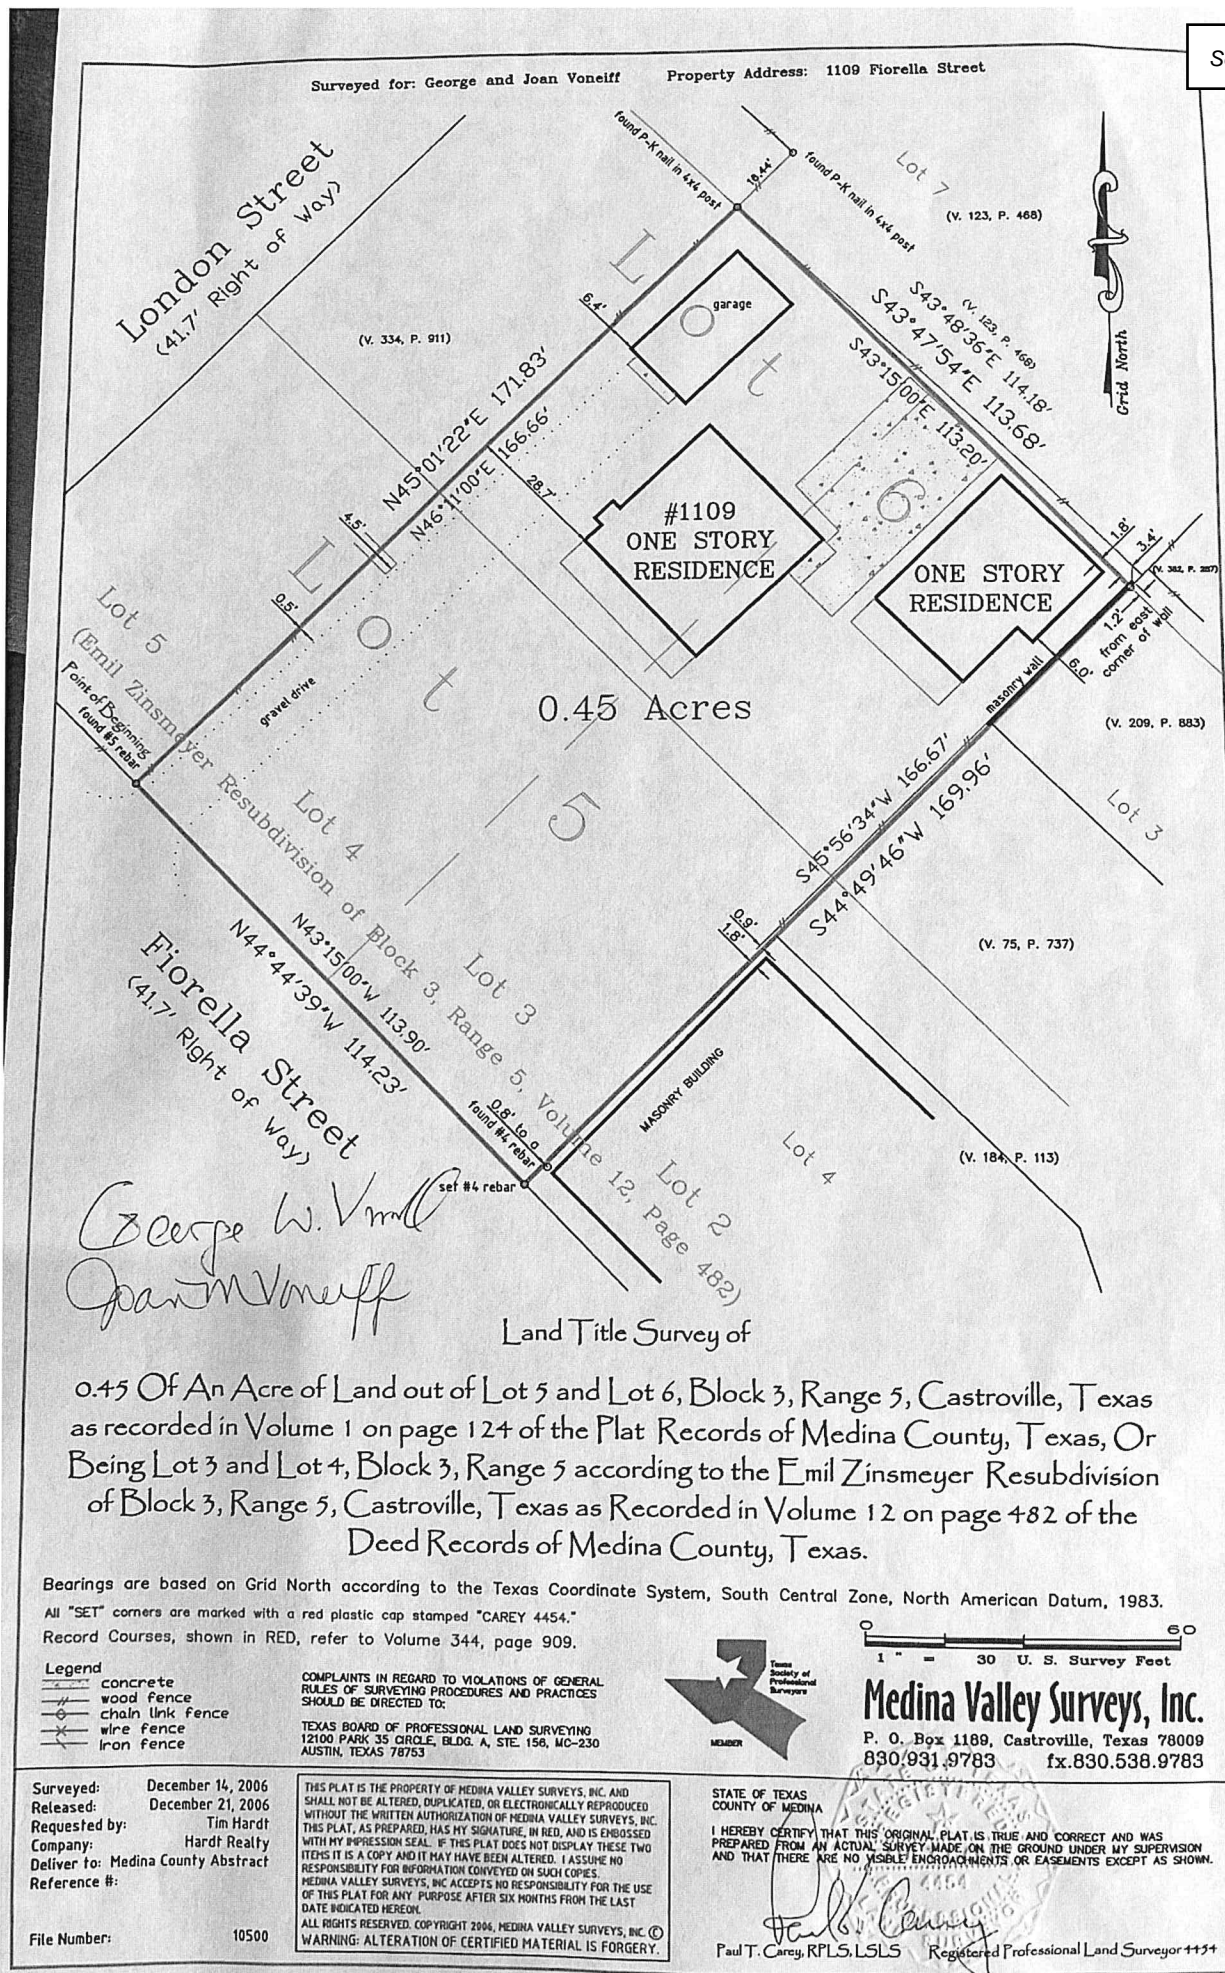 Surveyed for: George and Joan Voneiff Property Address: 1109 Fiorella Street
London Street
(41.7' Right of Way)
found P-K nail in 4x4 post
16.44'
found P-K nail in 4x4 post
Lot 7
(V. 123, P. 468)
Grid North
(V. 334, P. 911)
6.4'
garage
Lot 6
(V. 123, P. 468)
S43°48'36"E 114.18'
S43°47'54"E 113.68'
S43°15'00"E 113.20'
N45°01'22"E 171.83'
N46°11'00"E 166.66'
28.7'
4.5'
0.5'
#1109
ONE STORY
RESIDENCE
ONE STORY
RESIDENCE
1.8'
3.4'
(V. 382, P. 257)
1.2'
from east
corner of wall
6.0'
masonry wall
(V. 209, P. 883)
Lot 5
(Emil Zinsmeyer Resubdivision of Block 3, Range 5, Volume 12, Page 482)
Point of Beginning
found #5 rebar
gravel drive
Lot 5
0.45 Acres
Lot 4
Lot 3
Lot 2
S45°56'34"W 166.67'
S44°49'46"W 169.96'
Lot 3
0.9'
1.8'
(V. 75, P. 737)
N43°15'00"W 113.90'
N44°44'39"W 114.23'
Fiorella Street
(41.7' Right of Way)
MASONRY BUILDING
Lot 4
(V. 184, P. 113)
0.8' to a
found #4 rebar
set #4 rebar
George W. Voneiff
Joan M Voneiff
Land Title Survey of
0.45 Of An Acre of Land out of Lot 5 and Lot 6, Block 3, Range 5, Castroville, Texas
as recorded in Volume 1 on page 124 of the Plat Records of Medina County, Texas, Or
Being Lot 3 and Lot 4, Block 3, Range 5 according to the Emil Zinsmeyer Resubdivision
of Block 3, Range 5, Castroville, Texas as Recorded in Volume 12 on page 482 of the
Deed Records of Medina County, Texas.
Bearings are based on Grid North according to the Texas Coordinate System, South Central Zone, North American Datum, 1983.
All "SET" corners are marked with a red plastic cap stamped "CAREY 4454."
Record Courses, shown in RED, refer to Volume 344, page 909.
Legend
concrete
wood fence
chain link fence
wire fence
iron fence
COMPLAINTS IN REGARD TO VIOLATIONS OF GENERAL
RULES OF SURVEYING PROCEDURES AND PRACTICES
SHOULD BE DIRECTED TO:
TEXAS BOARD OF PROFESSIONAL LAND SURVEYING
12100 PARK 35 CIRCLE, BLDG. A, STE. 156, MC-230
AUSTIN, TEXAS 78753
Texas
Society of
Professional
Surveyors
MEMBER
0 60
1 " = 30 U. S. Survey Feet
Medina Valley Surveys, Inc.
P. O. Box 1189, Castroville, Texas 78009
830/931.9783 fx.830.538.9783
Surveyed: December 14, 2006
Released: December 21, 2006
Requested by: Tim Hardt
Company: Hardt Realty
Deliver to: Medina County Abstract
Reference #:
File Number: 10500
THIS PLAT IS THE PROPERTY OF MEDINA VALLEY SURVEYS, INC. AND
SHALL NOT BE ALTERED, DUPLICATED, OR ELECTRONICALLY REPRODUCED
WITHOUT THE WRITTEN AUTHORIZATION OF MEDINA VALLEY SURVEYS, INC.
THIS PLAT, AS PREPARED, HAS MY SIGNATURE, IN RED, AND IS EMBOSSED
WITH MY IMPRESSION SEAL. IF THIS PLAT DOES NOT DISPLAY THESE TWO
ITEMS IT IS A COPY AND IT MAY HAVE BEEN ALTERED. I ASSUME NO
RESPONSIBILITY FOR INFORMATION CONVEYED ON SUCH COPIES.
MEDINA VALLEY SURVEYS, INC ACCEPTS NO RESPONSIBILITY FOR THE USE
OF THIS PLAT FOR ANY PURPOSE AFTER SIX MONTHS FROM THE LAST
DATE INDICATED HEREON.
ALL RIGHTS RESERVED. COPYRIGHT 2006, MEDINA VALLEY SURVEYS, INC. ©
WARNING: ALTERATION OF CERTIFIED MATERIAL IS FORGERY.
STATE OF TEXAS
COUNTY OF MEDINA
I HEREBY CERTIFY THAT THIS ORIGINAL PLAT IS TRUE AND CORRECT AND WAS
PREPARED FROM AN ACTUAL SURVEY MADE ON THE GROUND UNDER MY SUPERVISION
AND THAT THERE ARE NO VISIBLE ENCROACHMENTS OR EASEMENTS EXCEPT AS SHOWN.
4454
Paul T. Carey, RPLS, LSLS Registered Professional Land Surveyor 4454